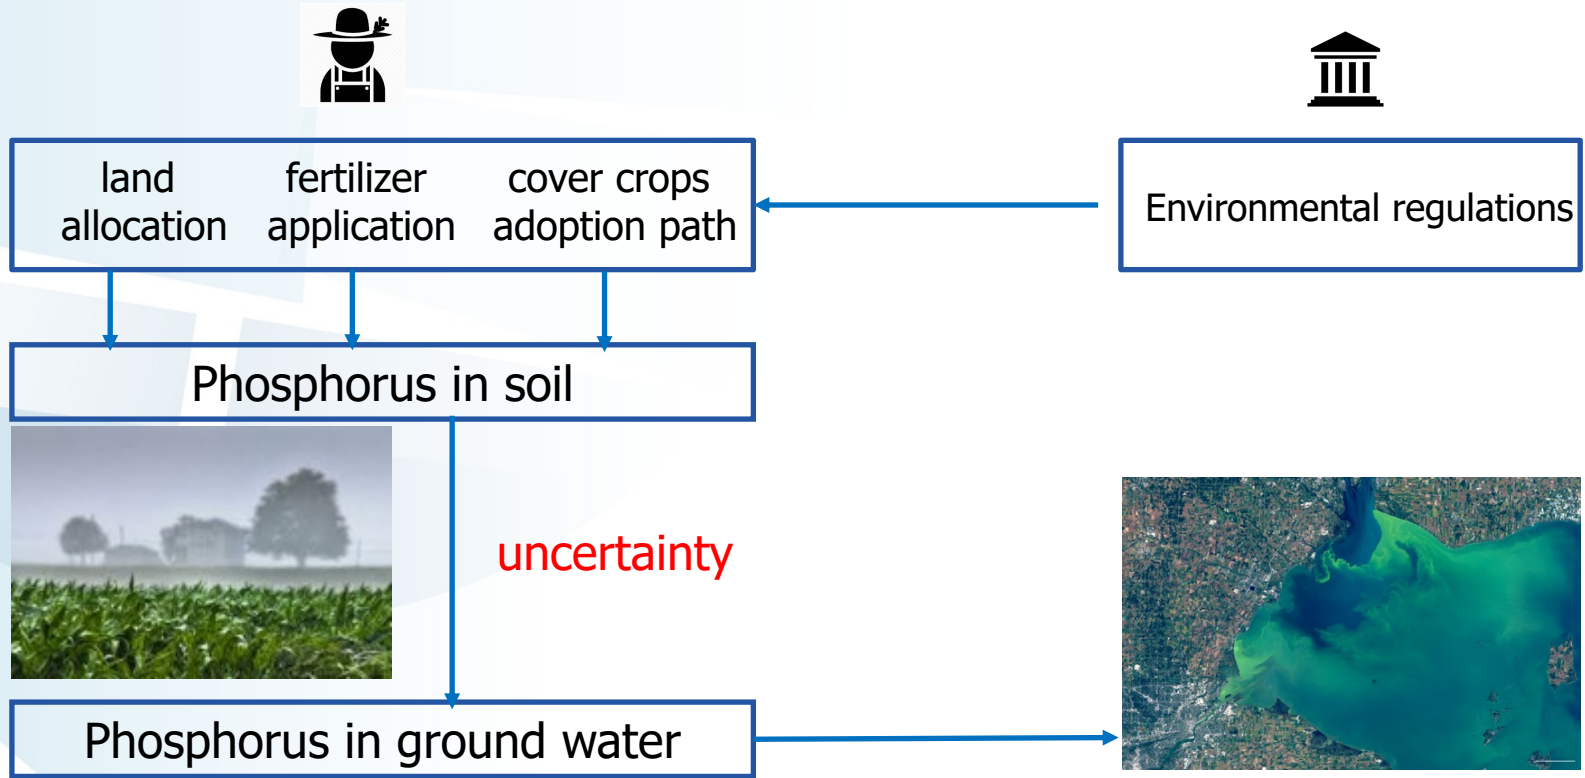 land
allocation
fertilizer
application
cover crops
adoption path
Environmental regulations
Phosphorus in soil
uncertainty
Phosphorus in ground water